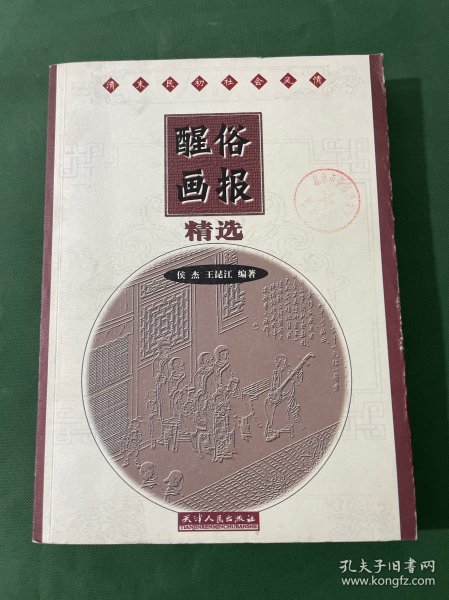 清末民初社会风情
醒俗
画报
精选
侯杰 王昆江 编著
天津人民出版社
TIANJINRENMINCHUBANSHE
孔夫子旧书网
www.kongfz.com